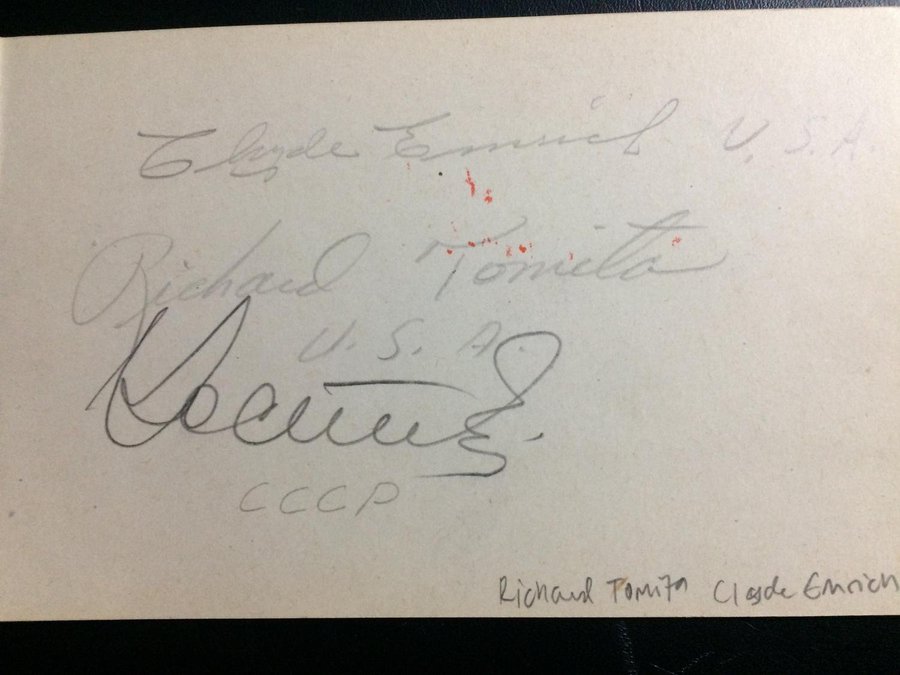 Clyde Emrich U.S.A.
Richard Tomita
U.S.A.
СССР
Richard Tomita Clyde Emrich